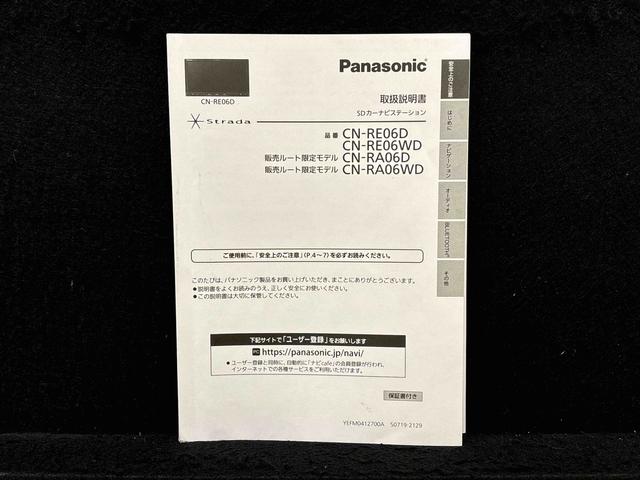 Panasonic
CN-RE06D
取扱説明書
SDカーナビステーション
Strada
品番 CN-RE06D
CN-RE06WD
販売ルート限定モデル CN-RA06D
販売ルート限定モデル CN-RA06WD
ご使用前に、「安全上のご注意」(P.4〜7)を必ずお読みください。
このたびは、パナソニック製品をお買い上げいただき、まことにありがとうございます。
●説明書をよくお読みのうえ、正しく安全にお使いください。
●この説明書は大切に保管してください。
下記サイトで「ユーザー登録」をお願いします
PC https://panasonic.jp/navi/
●ユーザー登録と同時に、自動的に「ナビcafe」の会員登録が行われ、
インターネットでの各種サービスをご利用いただけます。
保証書付き
YEFM0412700A S0719-2129
安全上のご注意
はじめに
ナビゲーション
オーディオ
BLUETOOTH®
その他